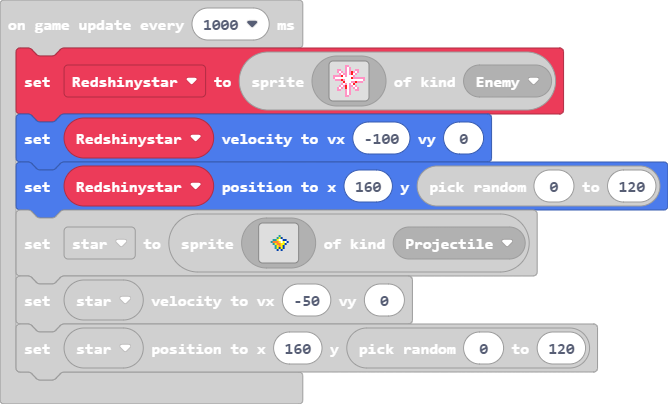 on game update every 1000 ms
set Redshinystar to sprite of kind Enemy
set Redshinystar velocity to vx -100 vy 0
set Redshinystar position to x 160 y pick random 0 to 120
set star to sprite of kind Projectile
set star velocity to vx -50 vy 0
set star position to x 160 y pick random 0 to 120